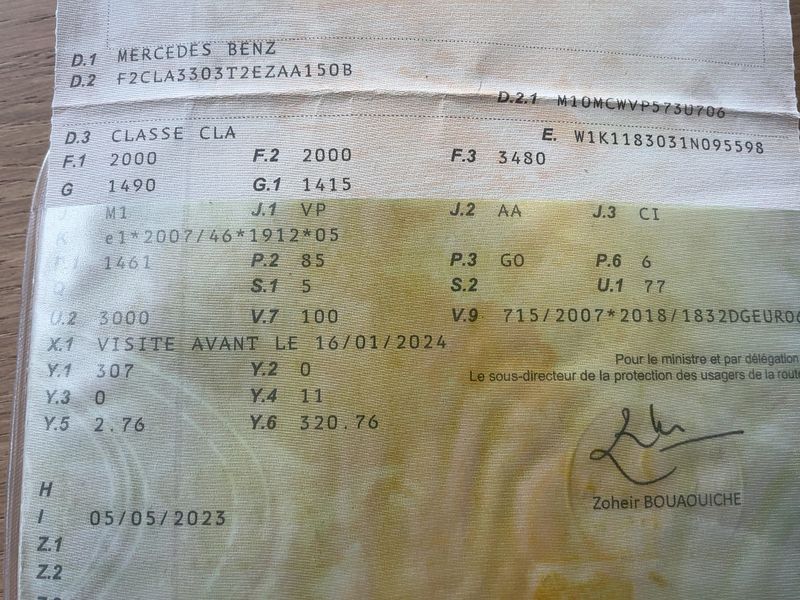 D.1 MERCEDES BENZ
D.2 F2CLA3303T2EZAA150B
D.2.1 M10MCWVP573U706
D.3 CLASSE CLA E. W1K1183031N095598
F.1 2000 F.2 2000 F.3 3480
G 1490 G.1 1415
J M1 J.1 VP J.2 AA J.3 CI
K e1*2007/46*1912*05
P.1 1461 P.2 85 P.3 GO P.6 6
Q S.1 5 S.2 U.1 77
U.2 3000 V.7 100 V.9 715/2007*2018/1832DGEURO6
X.1 VISITE AVANT LE 16/01/2024
Pour le ministre et par délégation
Y.1 307 Y.2 0 Le sous-directeur de la protection des usagers de la route
Y.3 0 Y.4 11
Y.5 2.76 Y.6 320.76
Zoheir BOUAOUICHE
H
I 05/05/2023
Z.1
Z.2